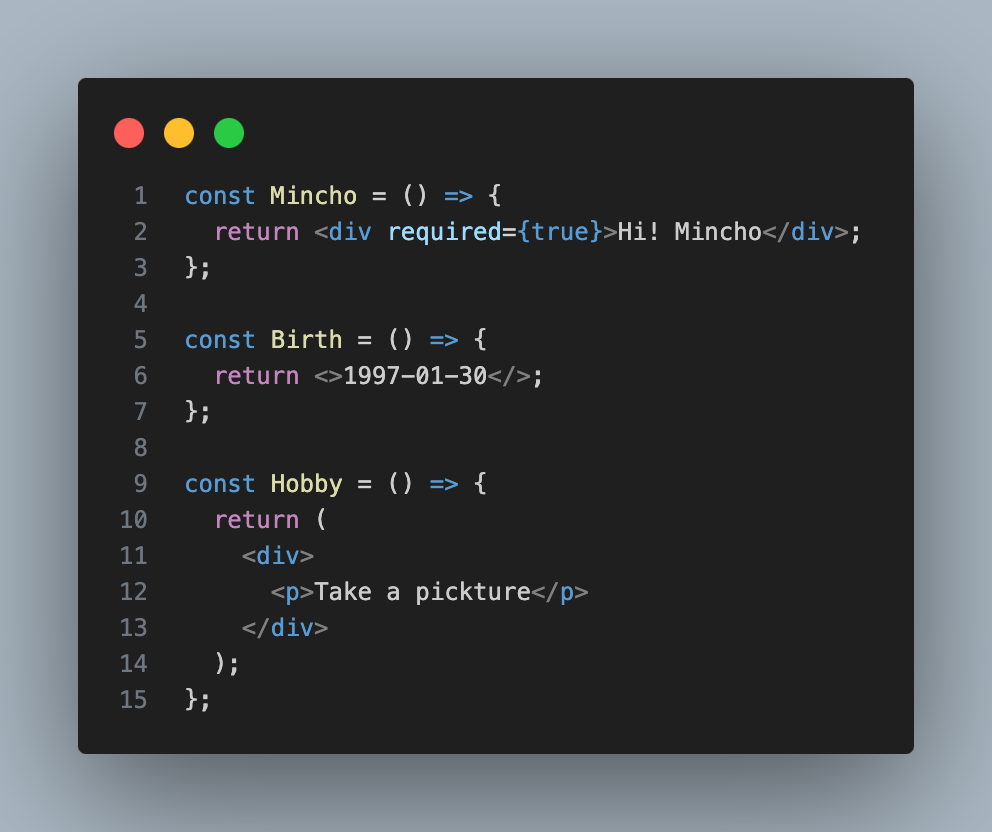 1 const Mincho = () => {
2   return <div required={true}>Hi! Mincho</div>;
3 };
4
5 const Birth = () => {
6   return <>1997-01-30</>;
7 };
8
9 const Hobby = () => {
10   return (
11     <div>
12       <p>Take a pickture</p>
13     </div>
14   );
15 };